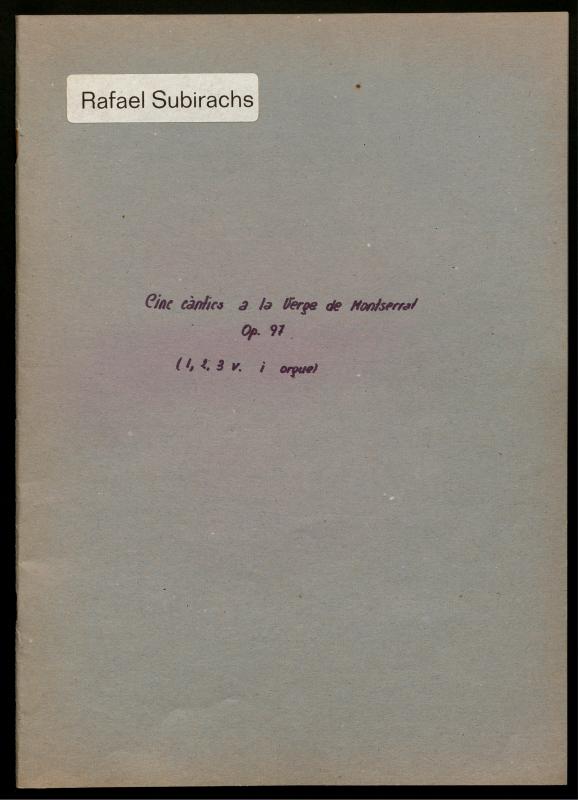 Rafael Subirachs
Cinc càntics a la Verge de Montserrat
Op. 97
(1, 2, 3 v. i orgue)